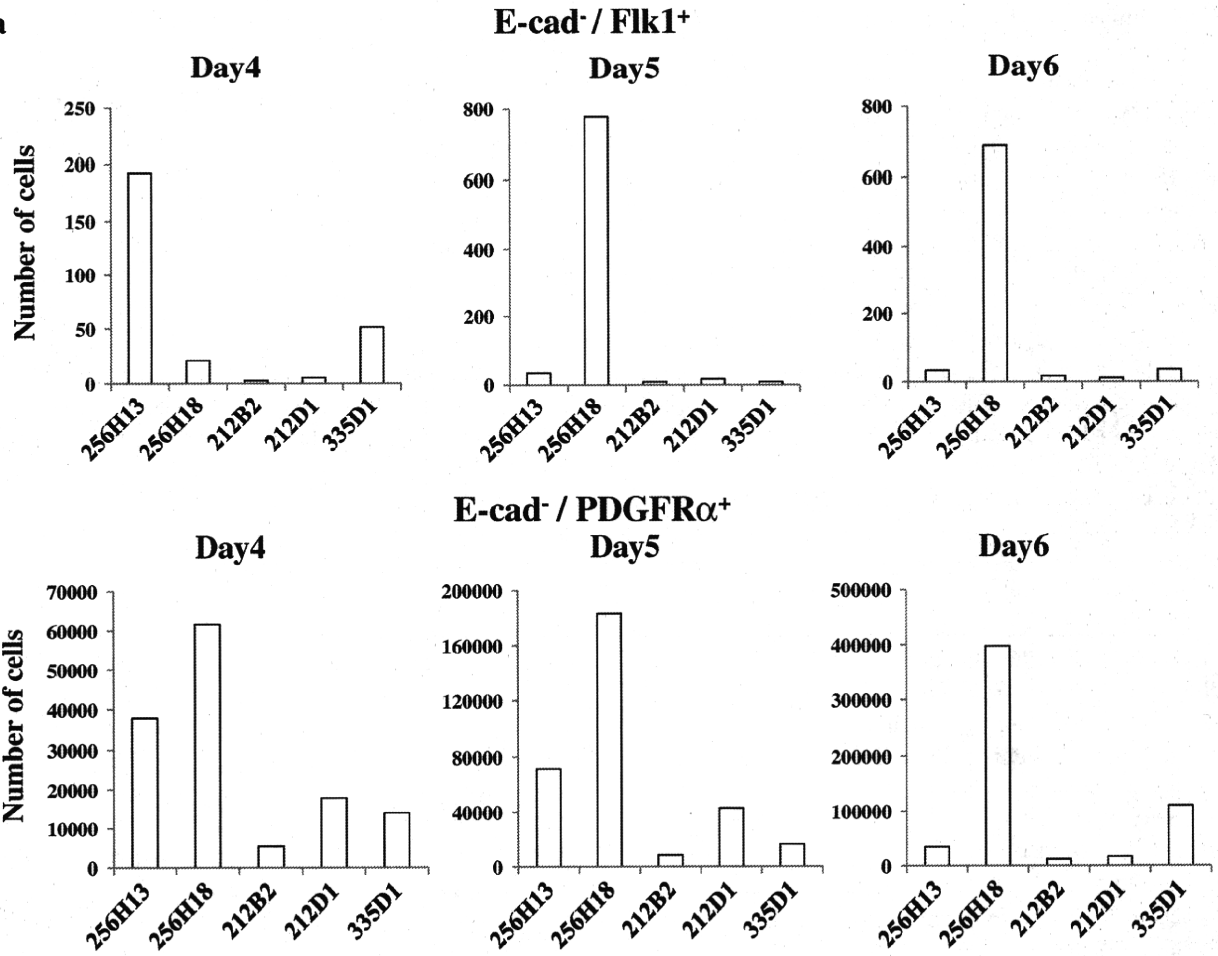 a
E-cad⁻ / Flk1⁺
Day4
Day5
Day6
Number of cells
250
200
150
100
50
0
256H13
256H18
212B2
212D1
335D1
800
600
400
200
0
256H13
256H18
212B2
212D1
335D1
800
600
400
200
0
256H13
256H18
212B2
212D1
335D1
E-cad⁻ / PDGFRα⁺
Day4
Day5
Day6
Number of cells
70000
60000
50000
40000
30000
20000
10000
0
256H13
256H18
212B2
212D1
335D1
200000
160000
120000
80000
40000
0
256H13
256H18
212B2
212D1
335D1
500000
400000
300000
200000
100000
0
256H13
256H18
212B2
212D1
335D1